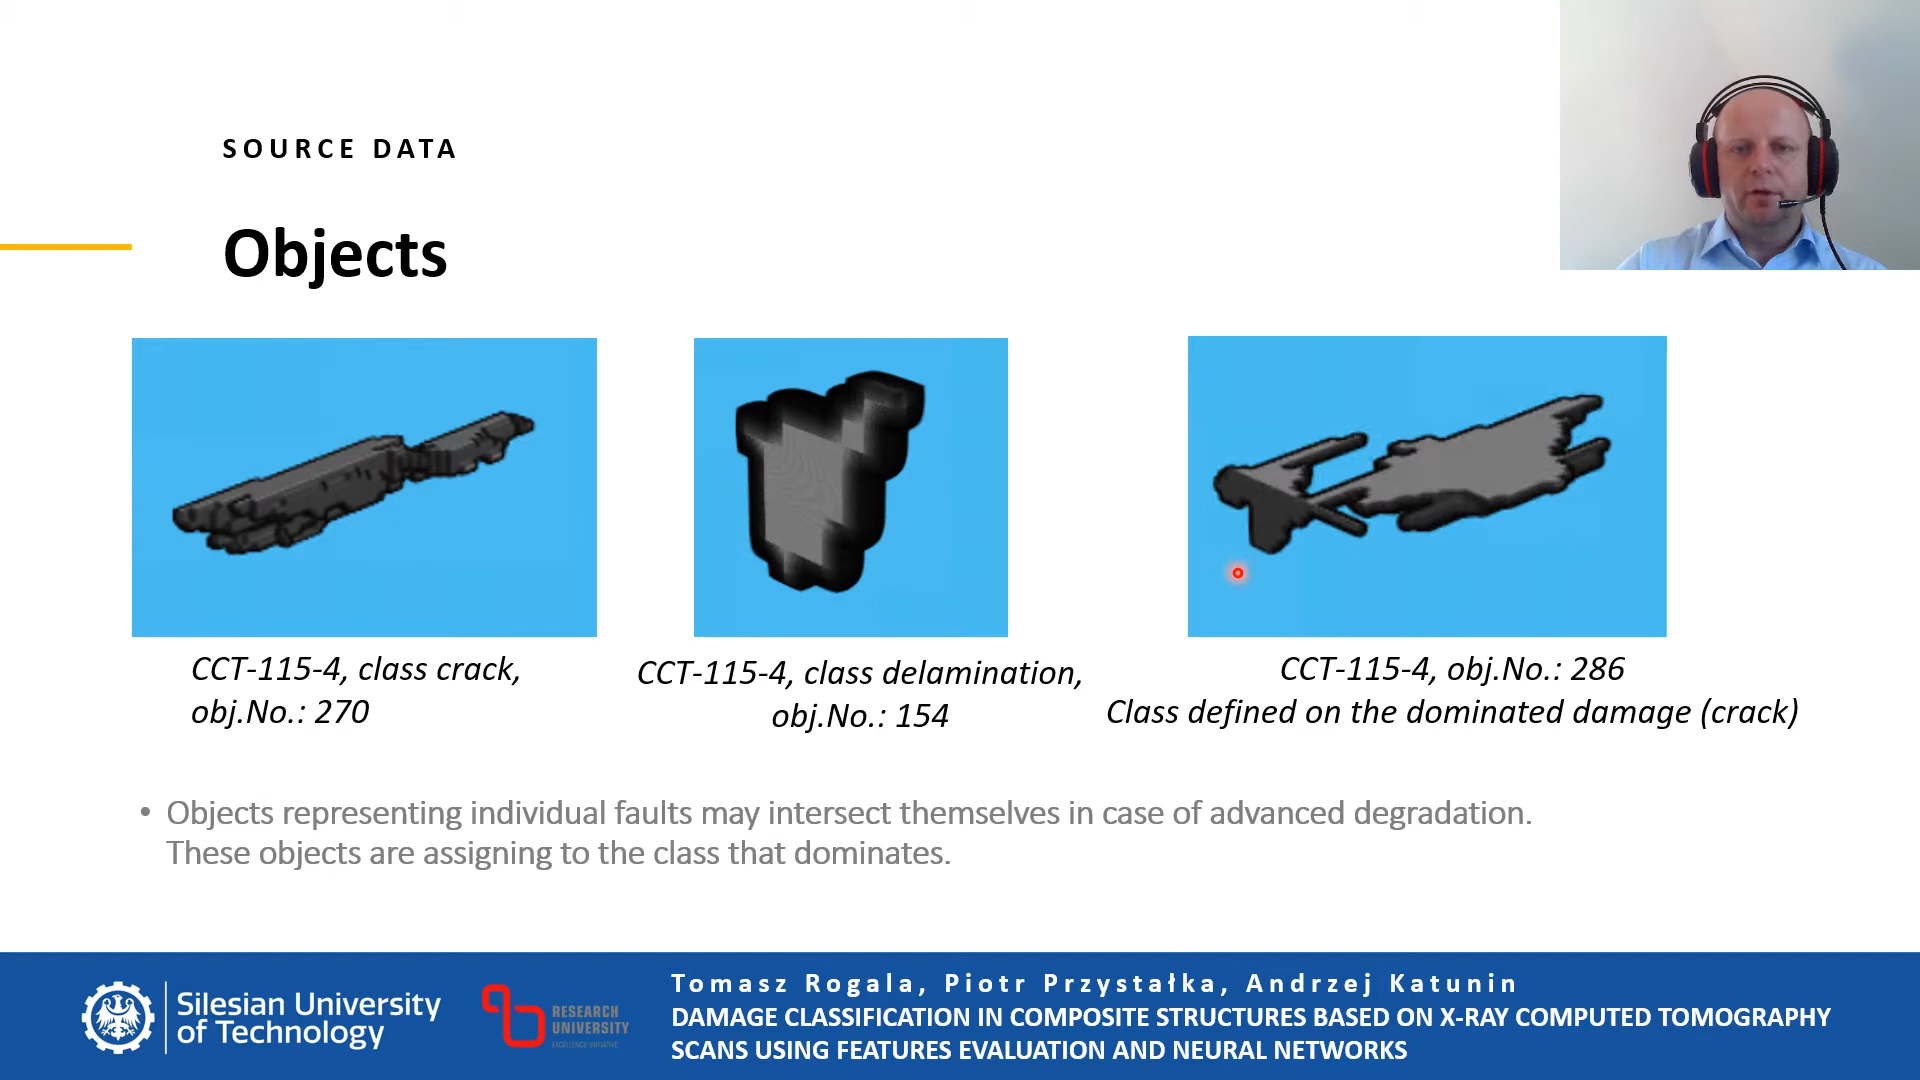 SOURCE DATA
Objects
CCT-115-4, class crack,
obj.No.: 270
CCT-115-4, class delamination,
obj.No.: 154
CCT-115-4, obj.No.: 286
Class defined on the dominated damage (crack)
• Objects representing individual faults may intersect themselves in case of advanced degradation.
These objects are assigning to the class that dominates.
Silesian University
of Technology
RESEARCH
UNIVERSITY
EXCELLENCE INITIATIVE
Tomasz Rogala, Piotr Przystałka, Andrzej Katunin
DAMAGE CLASSIFICATION IN COMPOSITE STRUCTURES BASED ON X-RAY COMPUTED TOMOGRAPHY
SCANS USING FEATURES EVALUATION AND NEURAL NETWORKS